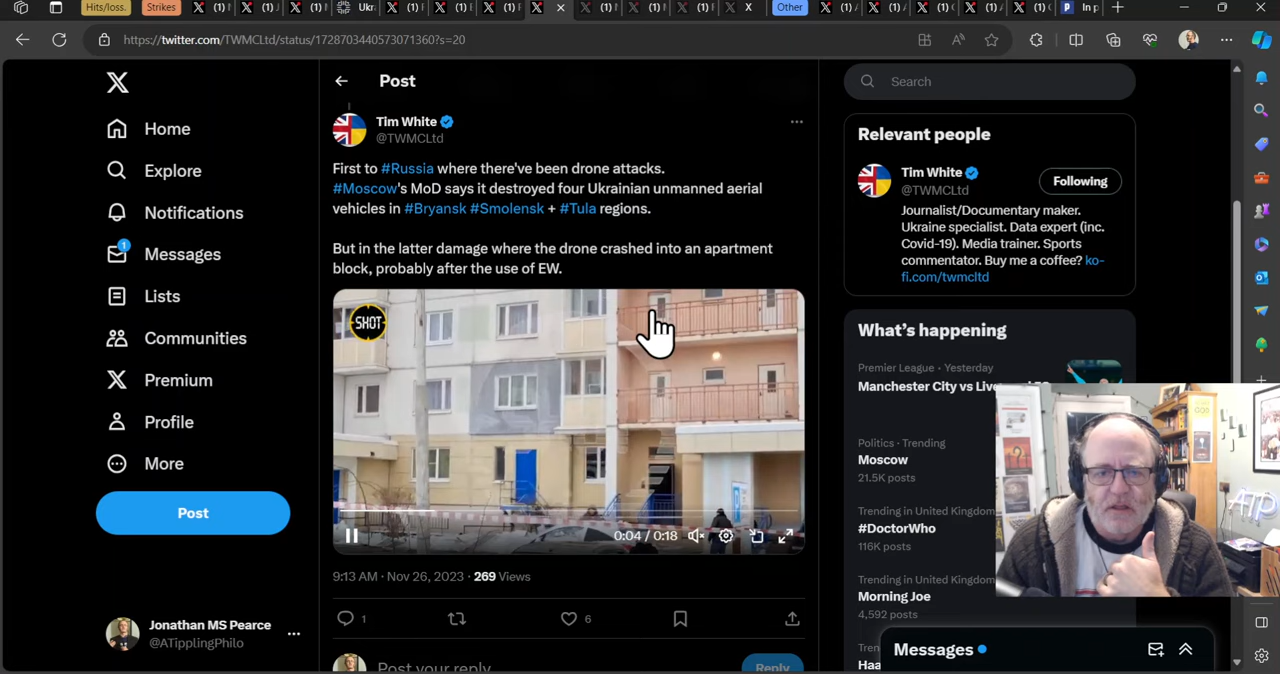 Hits/loss.
Strikes
Ukr
Other
In p
https://twitter.com/TWMCLtd/status/1728703440573071360?s=20
Home
Explore
Notifications
1
Messages
Lists
Communities
Premium
Profile
More
Post
Jonathan MS Pearce
@ATipplingPhilo
Post
Tim White
@TWMCLtd
First to #Russia where there've been drone attacks.
#Moscow's MoD says it destroyed four Ukrainian unmanned aerial
vehicles in #Bryansk #Smolensk + #Tula regions.
But in the latter damage where the drone crashed into an apartment
block, probably after the use of EW.
SHOT
0:04 / 0:18
9:13 AM · Nov 26, 2023 · 269 Views
1
6
Post your reply
Reply
Search
Relevant people
Tim White
@TWMCLtd
Following
Journalist/Documentary maker.
Ukraine specialist. Data expert (inc.
Covid-19). Media trainer. Sports
commentator. Buy me a coffee? ko-
fi.com/twmcltd
What's happening
Premier League · Yesterday
Manchester City vs
Politics · Trending
Moscow
21.5K posts
Trending in United Kingdom
#DoctorWho
116K posts
Trending in United Kingdom
Morning Joe
4,592 posts
Haa
Messages
ATP